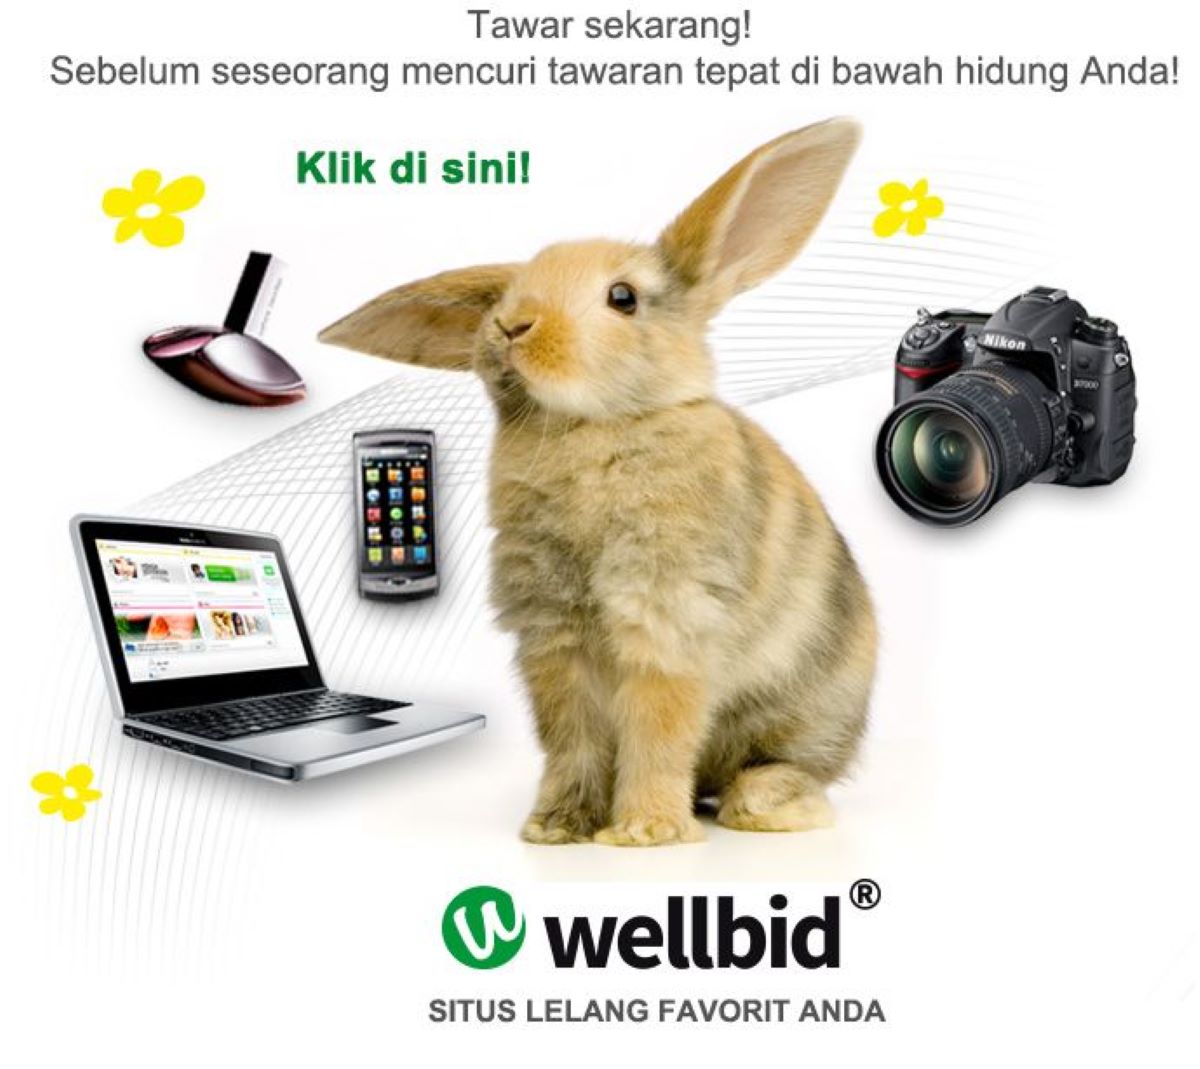 Tawar sekarang!
Sebelum seseorang mencuri tawaran tepat di bawah hidung Anda!
Klik di sini!
Nikon
D7000
wellbid®
SITUS LELANG FAVORIT ANDA